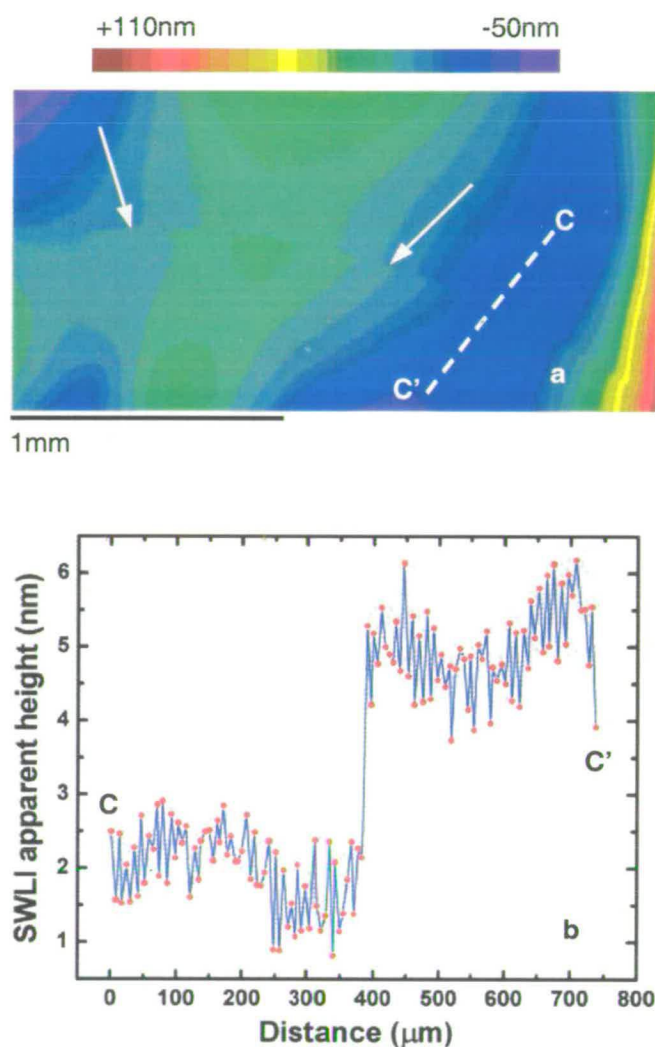 +110nm -50nm
C
C'
a
1mm
SWLI apparent height (nm)
6
5
4
3
2
1
C
C'
b
0 100 200 300 400 500 600 700 800
Distance (μm)